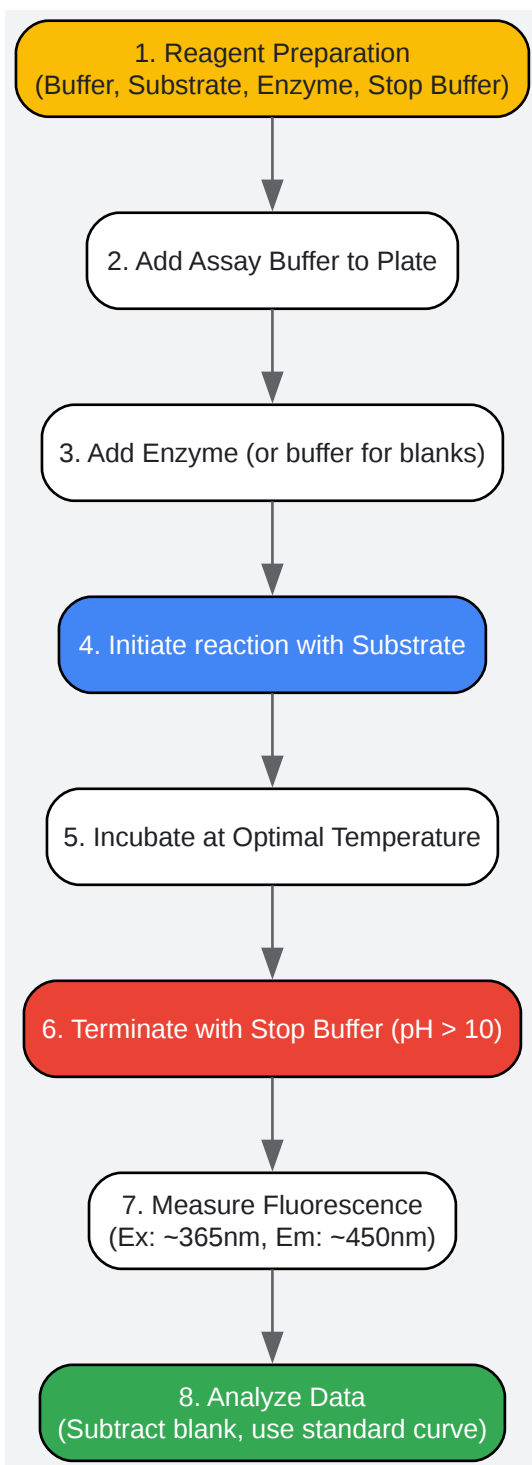 1. Reagent Preparation
(Buffer, Substrate, Enzyme, Stop Buffer)
2. Add Assay Buffer to Plate
3. Add Enzyme (or buffer for blanks)
4. Initiate reaction with Substrate
5. Incubate at Optimal Temperature
6. Terminate with Stop Buffer (pH > 10)
7. Measure Fluorescence
(Ex: ~365nm, Em: ~450nm)
8. Analyze Data
(Subtract blank, use standard curve)